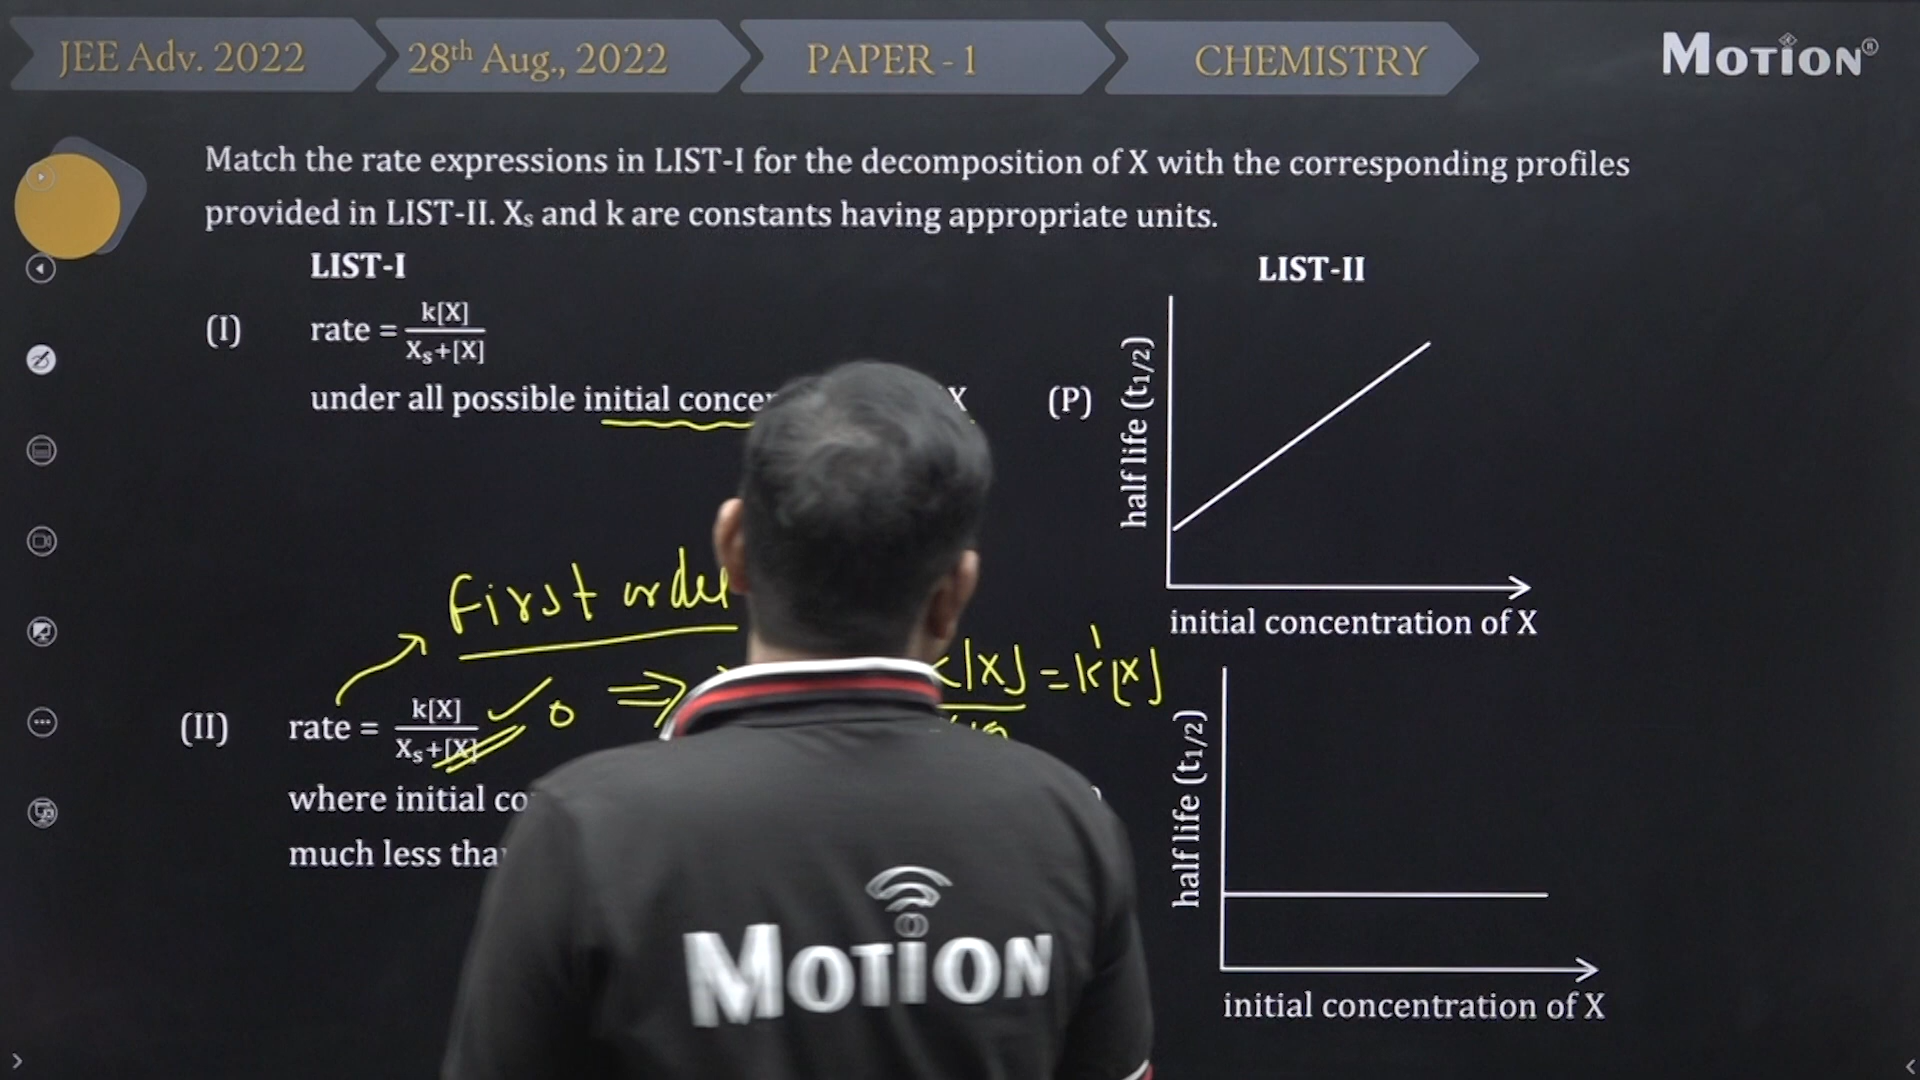 JEE Adv. 2022 28th Aug., 2022 PAPER - 1 CHEMISTRY MOTION®
Match the rate expressions in LIST-I for the decomposition of X with the corresponding profiles
provided in LIST-II. Xs and k are constants having appropriate units.
LIST-I
(I) rate = k[X] / Xs+[X]
under all possible initial X
First order
(II) rate = k[X] / Xs+[X] 0 ⇒ [X] = k'[X]
where initial
much less
LIST-II
(P)
half life (t1/2)
initial concentration of X
half life (t1/2)
initial concentration of X
MOTION